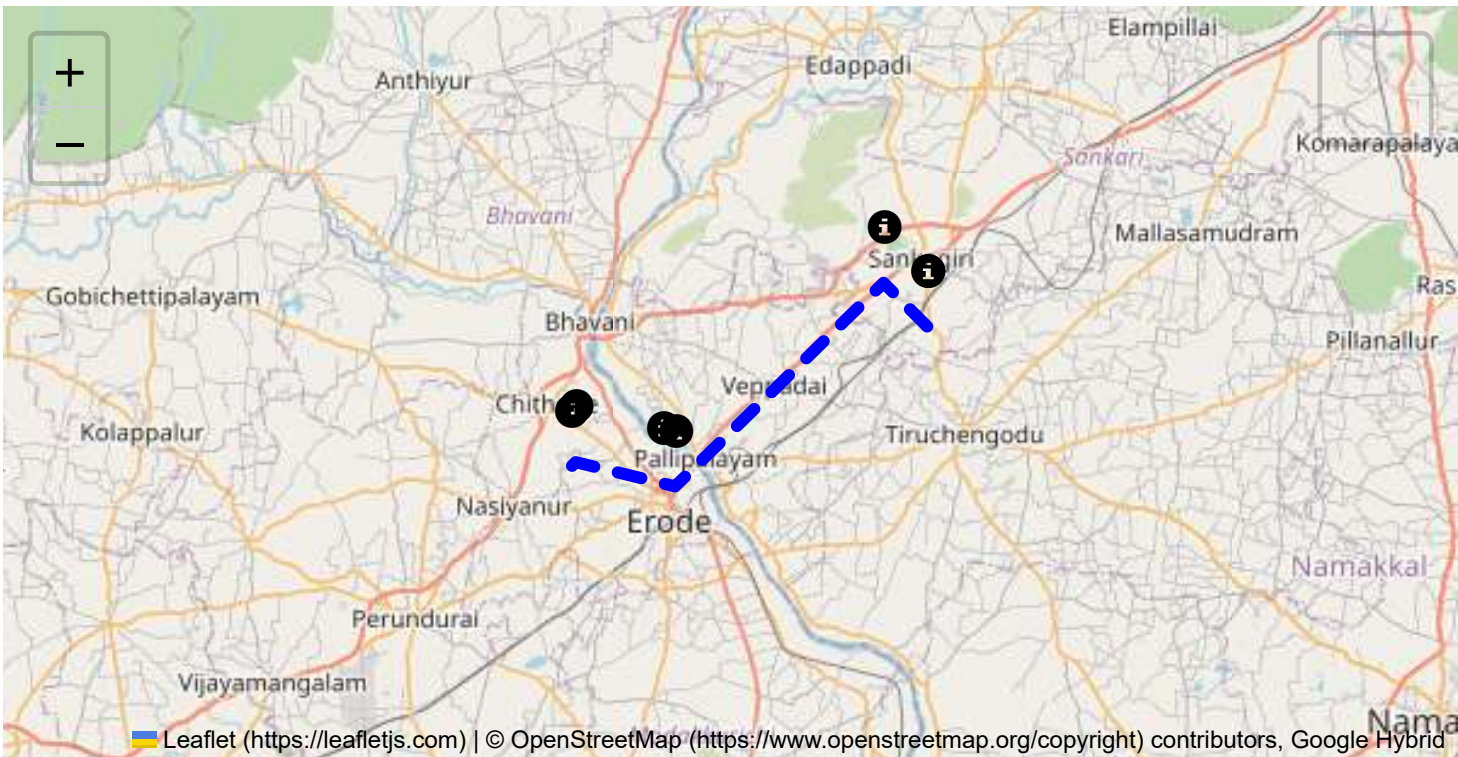 Elampillai
+
Edappadi
Anthiyur
−
Komarapalaya
Sankari
Bhavani
Mallasamudram
Gobichettipalayam
Ras
Bhavani
Pillanallur
Kolappalur
Tiruchengodu
Nasiyanur
Erode
Namakkal
Perundurai
Vijayamangalam
Nama
Leaflet (https://leafletjs.com) | © OpenStreetMap (https://www.openstreetmap.org/copyright) contributors, Google Hybrid